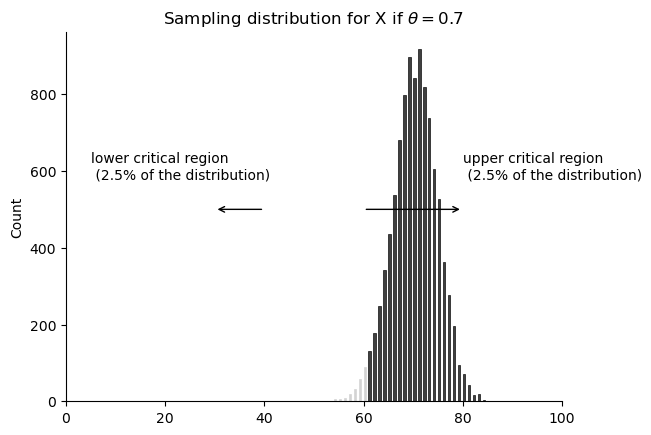 Sampling distribution for X if θ = 0.7
800
600
400
200
0
Count
lower critical region
(2.5% of the distribution)
upper critical region
(2.5% of the distribution)
0 20 40 60 80 100